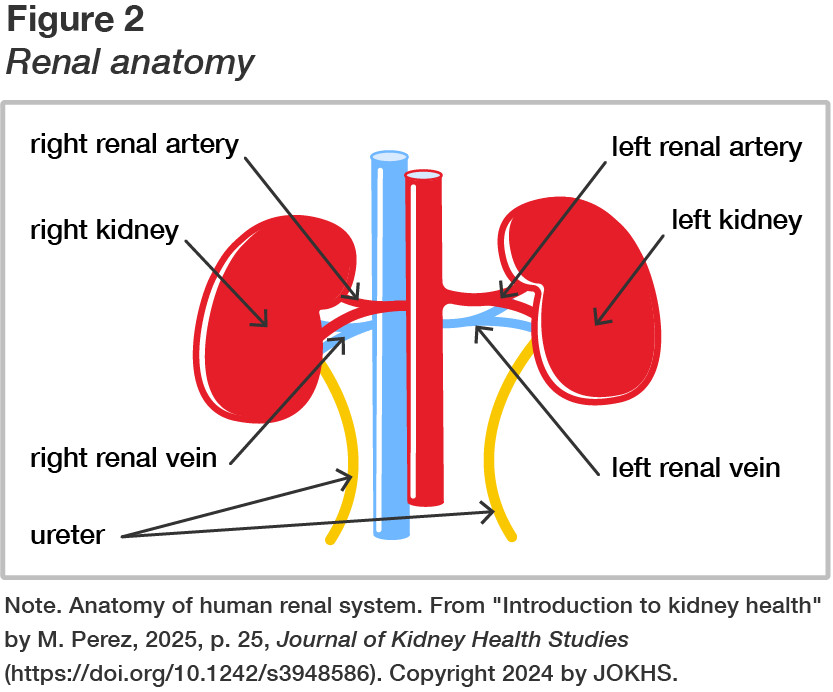 Figure 2
Renal anatomy
right renal artery
left renal artery
right kidney
left kidney
right renal vein
left renal vein
ureter
Note. Anatomy of human renal system. From "Introduction to kidney health"
by M. Perez, 2025, p. 25, Journal of Kidney Health Studies
(https://doi.org/10.1242/s3948586). Copyright 2024 by JOKHS.